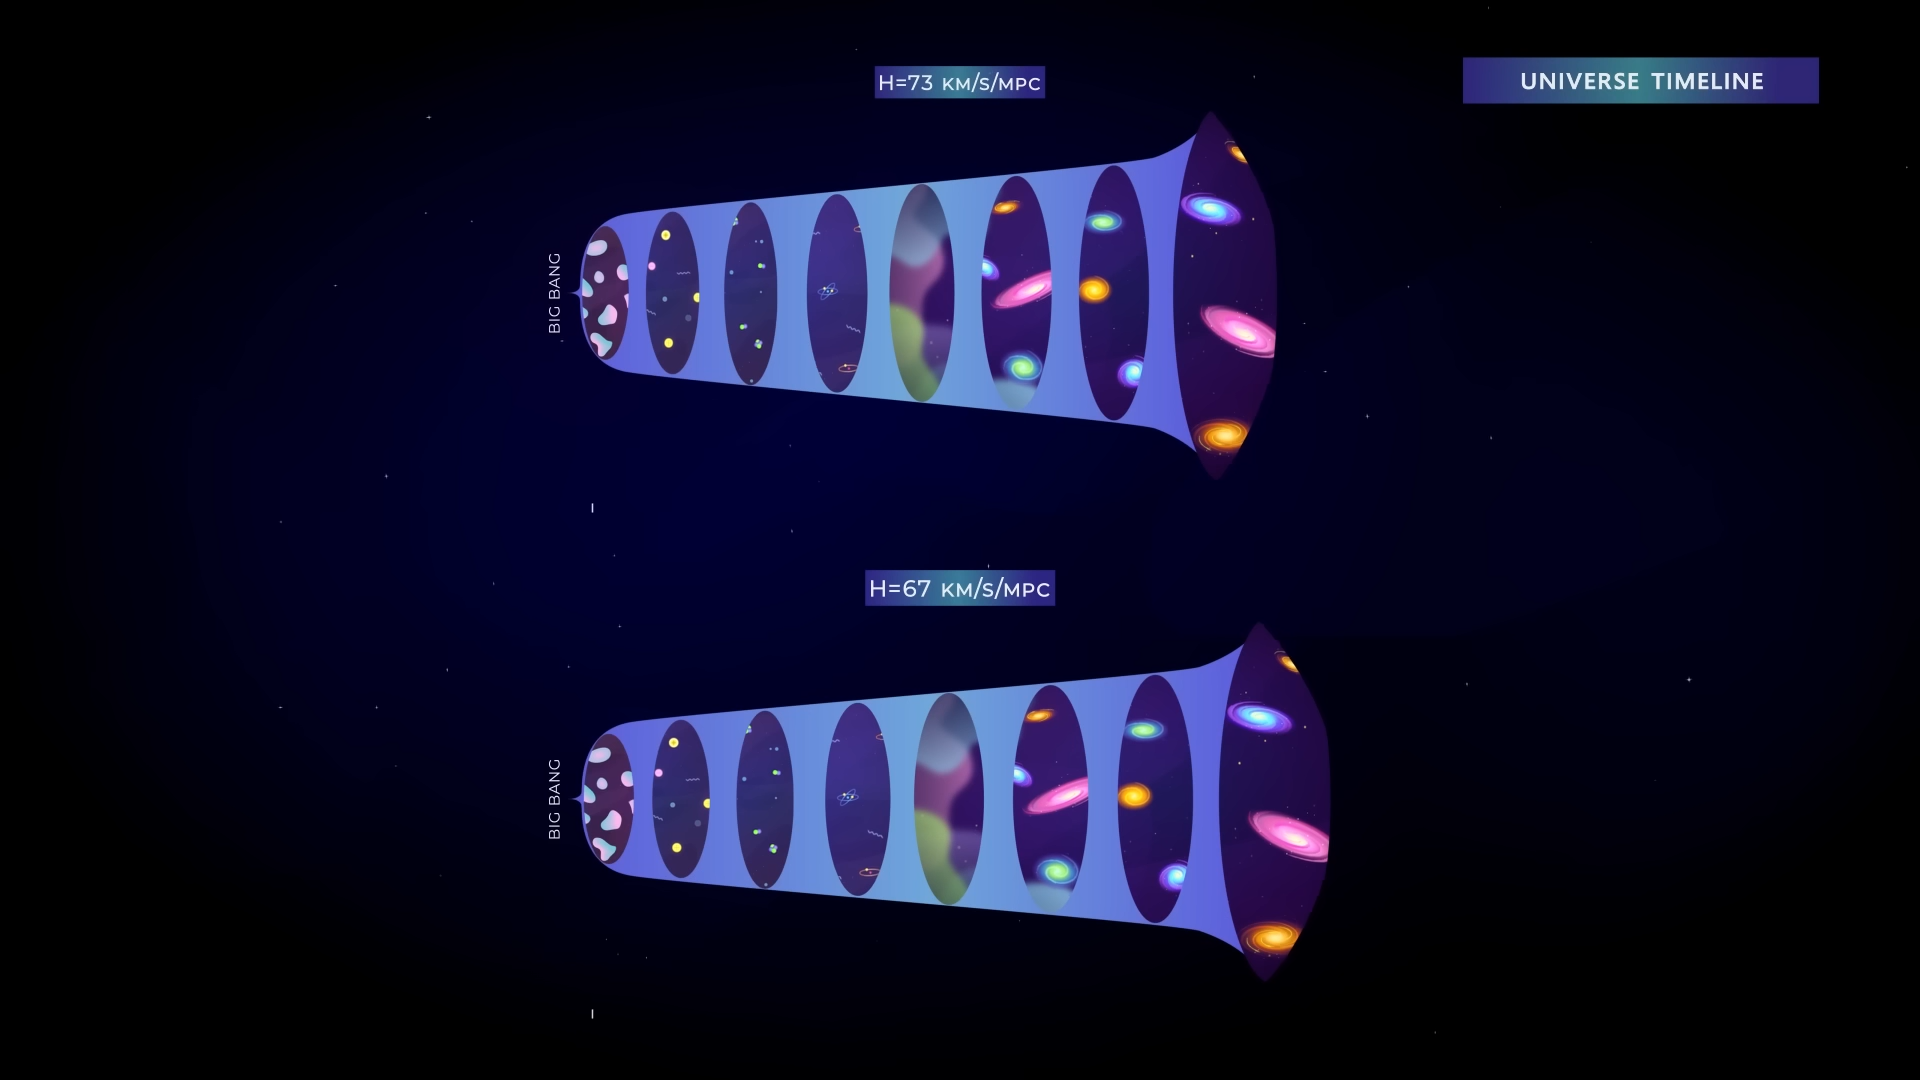 UNIVERSE TIMELINE
H=73 KM/S/MPC
BIG BANG
H=67 KM/S/MPC
BIG BANG